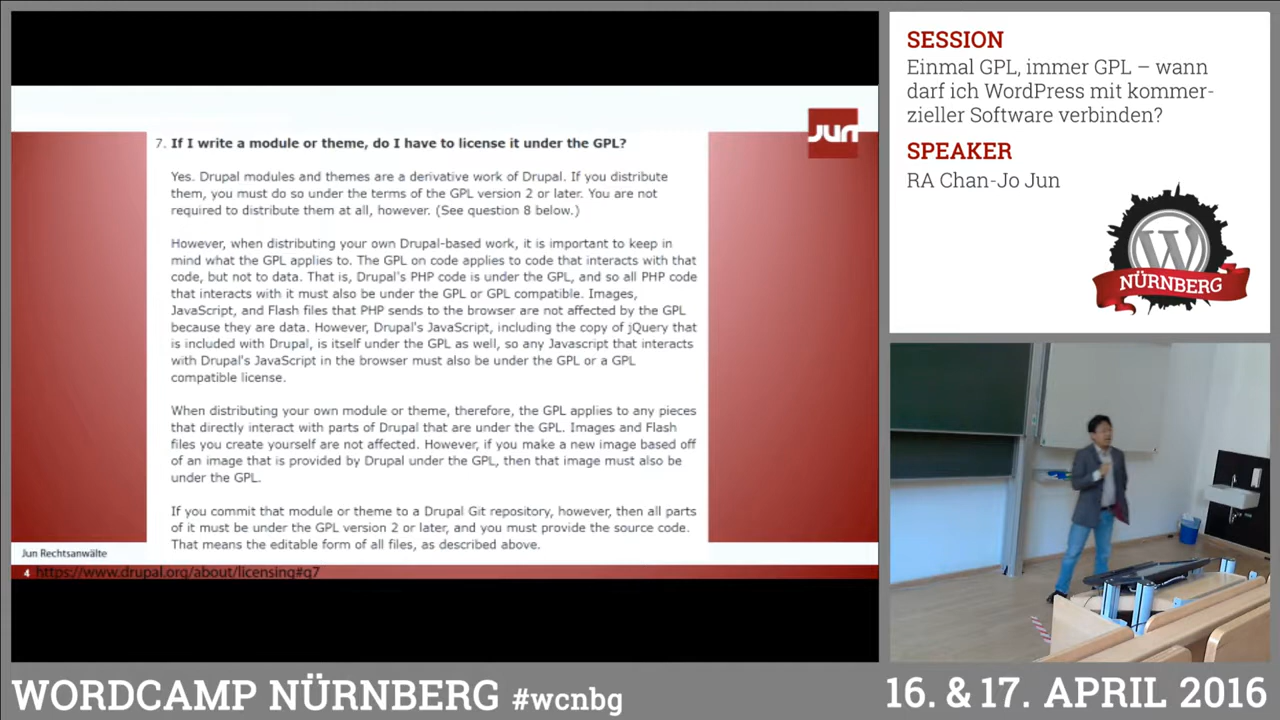 7. If I write a module or theme, do I have to license it under the GPL?
Yes. Drupal modules and themes are a derivative work of Drupal. If you distribute
them, you must do so under the terms of the GPL version 2 or later. You are not
required to distribute them at all, however. (See question 8 below.)
However, when distributing your own Drupal-based work, it is important to keep in
mind what the GPL applies to. The GPL on code applies to code that interacts with that
code, but not to data. That is, Drupal's PHP code is under the GPL, and so all PHP code
that interacts with it must also be under the GPL or GPL compatible. Images,
JavaScript, and Flash files that PHP sends to the browser are not affected by the GPL
because they are data. However, Drupal's JavaScript, including the copy of jQuery that
is included with Drupal, is itself under the GPL as well, so any Javascript that interacts
with Drupal's JavaScript in the browser must also be under the GPL or a GPL
compatible license.
When distributing your own module or theme, therefore, the GPL applies to any pieces
that directly interact with parts of Drupal that are under the GPL. Images and Flash
files you create yourself are not affected. However, if you make a new image based off
of an image that is provided by Drupal under the GPL, then that image must also be
under the GPL.
If you commit that module or theme to a Drupal Git repository, however, then all parts
of it must be under the GPL version 2 or later, and you must provide the source code.
That means the editable form of all files, as described above.
JUN
Jun Rechtsanwälte
4 https://www.drupal.org/about/licensing#q7
SESSION
Einmal GPL, immer GPL – wann
darf ich WordPress mit kommer-
zieller Software verbinden?
SPEAKER
RA Chan-Jo Jun
W
NÜRNBERG
WORDCAMP NÜRNBERG #wcnbg
16. & 17. APRIL 2016